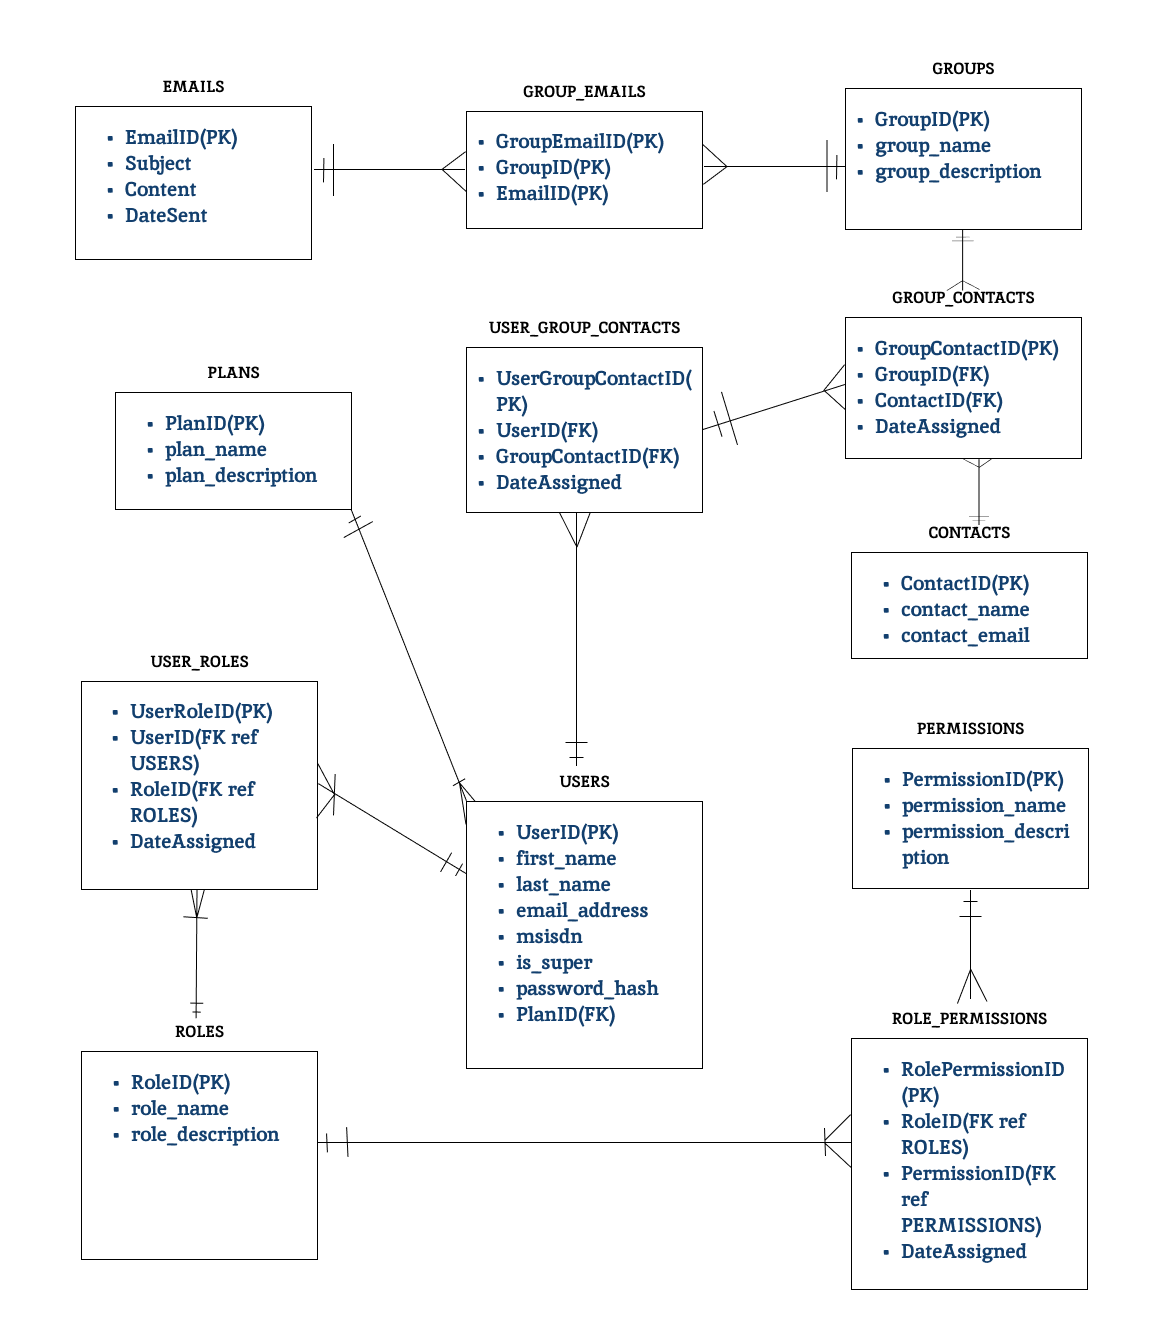 GROUPS
EMAILS
GROUP_EMAILS
GroupID(PK)
group_name
group_description
EmailID(PK)
Subject
Content
DateSent
GroupEmailID(PK)
GroupID(PK)
EmailID(PK)
GROUP_CONTACTS
GroupContactID(PK)
GroupID(FK)
ContactID(FK)
DateAssigned
USER_GROUP_CONTACTS
UserGroupContactID(
PK)
UserID(FK)
GroupContactID(FK)
DateAssigned
PLANS
PlanID(PK)
plan_name
plan_description
CONTACTS
ContactID(PK)
contact_name
contact_email
USER_ROLES
UserRoleID(PK)
UserID(FK ref
USERS)
RoleID(FK ref
ROLES)
DateAssigned
PERMISSIONS
PermissionID(PK)
permission_name
permission_descri
ption
USERS
UserID(PK)
first_name
last_name
email_address
msisdn
is_super
password_hash
PlanID(FK)
ROLES
RoleID(PK)
role_name
role_description
ROLE_PERMISSIONS
RolePermissionID
(PK)
RoleID(FK ref
ROLES)
PermissionID(FK
ref
PERMISSIONS)
DateAssigned